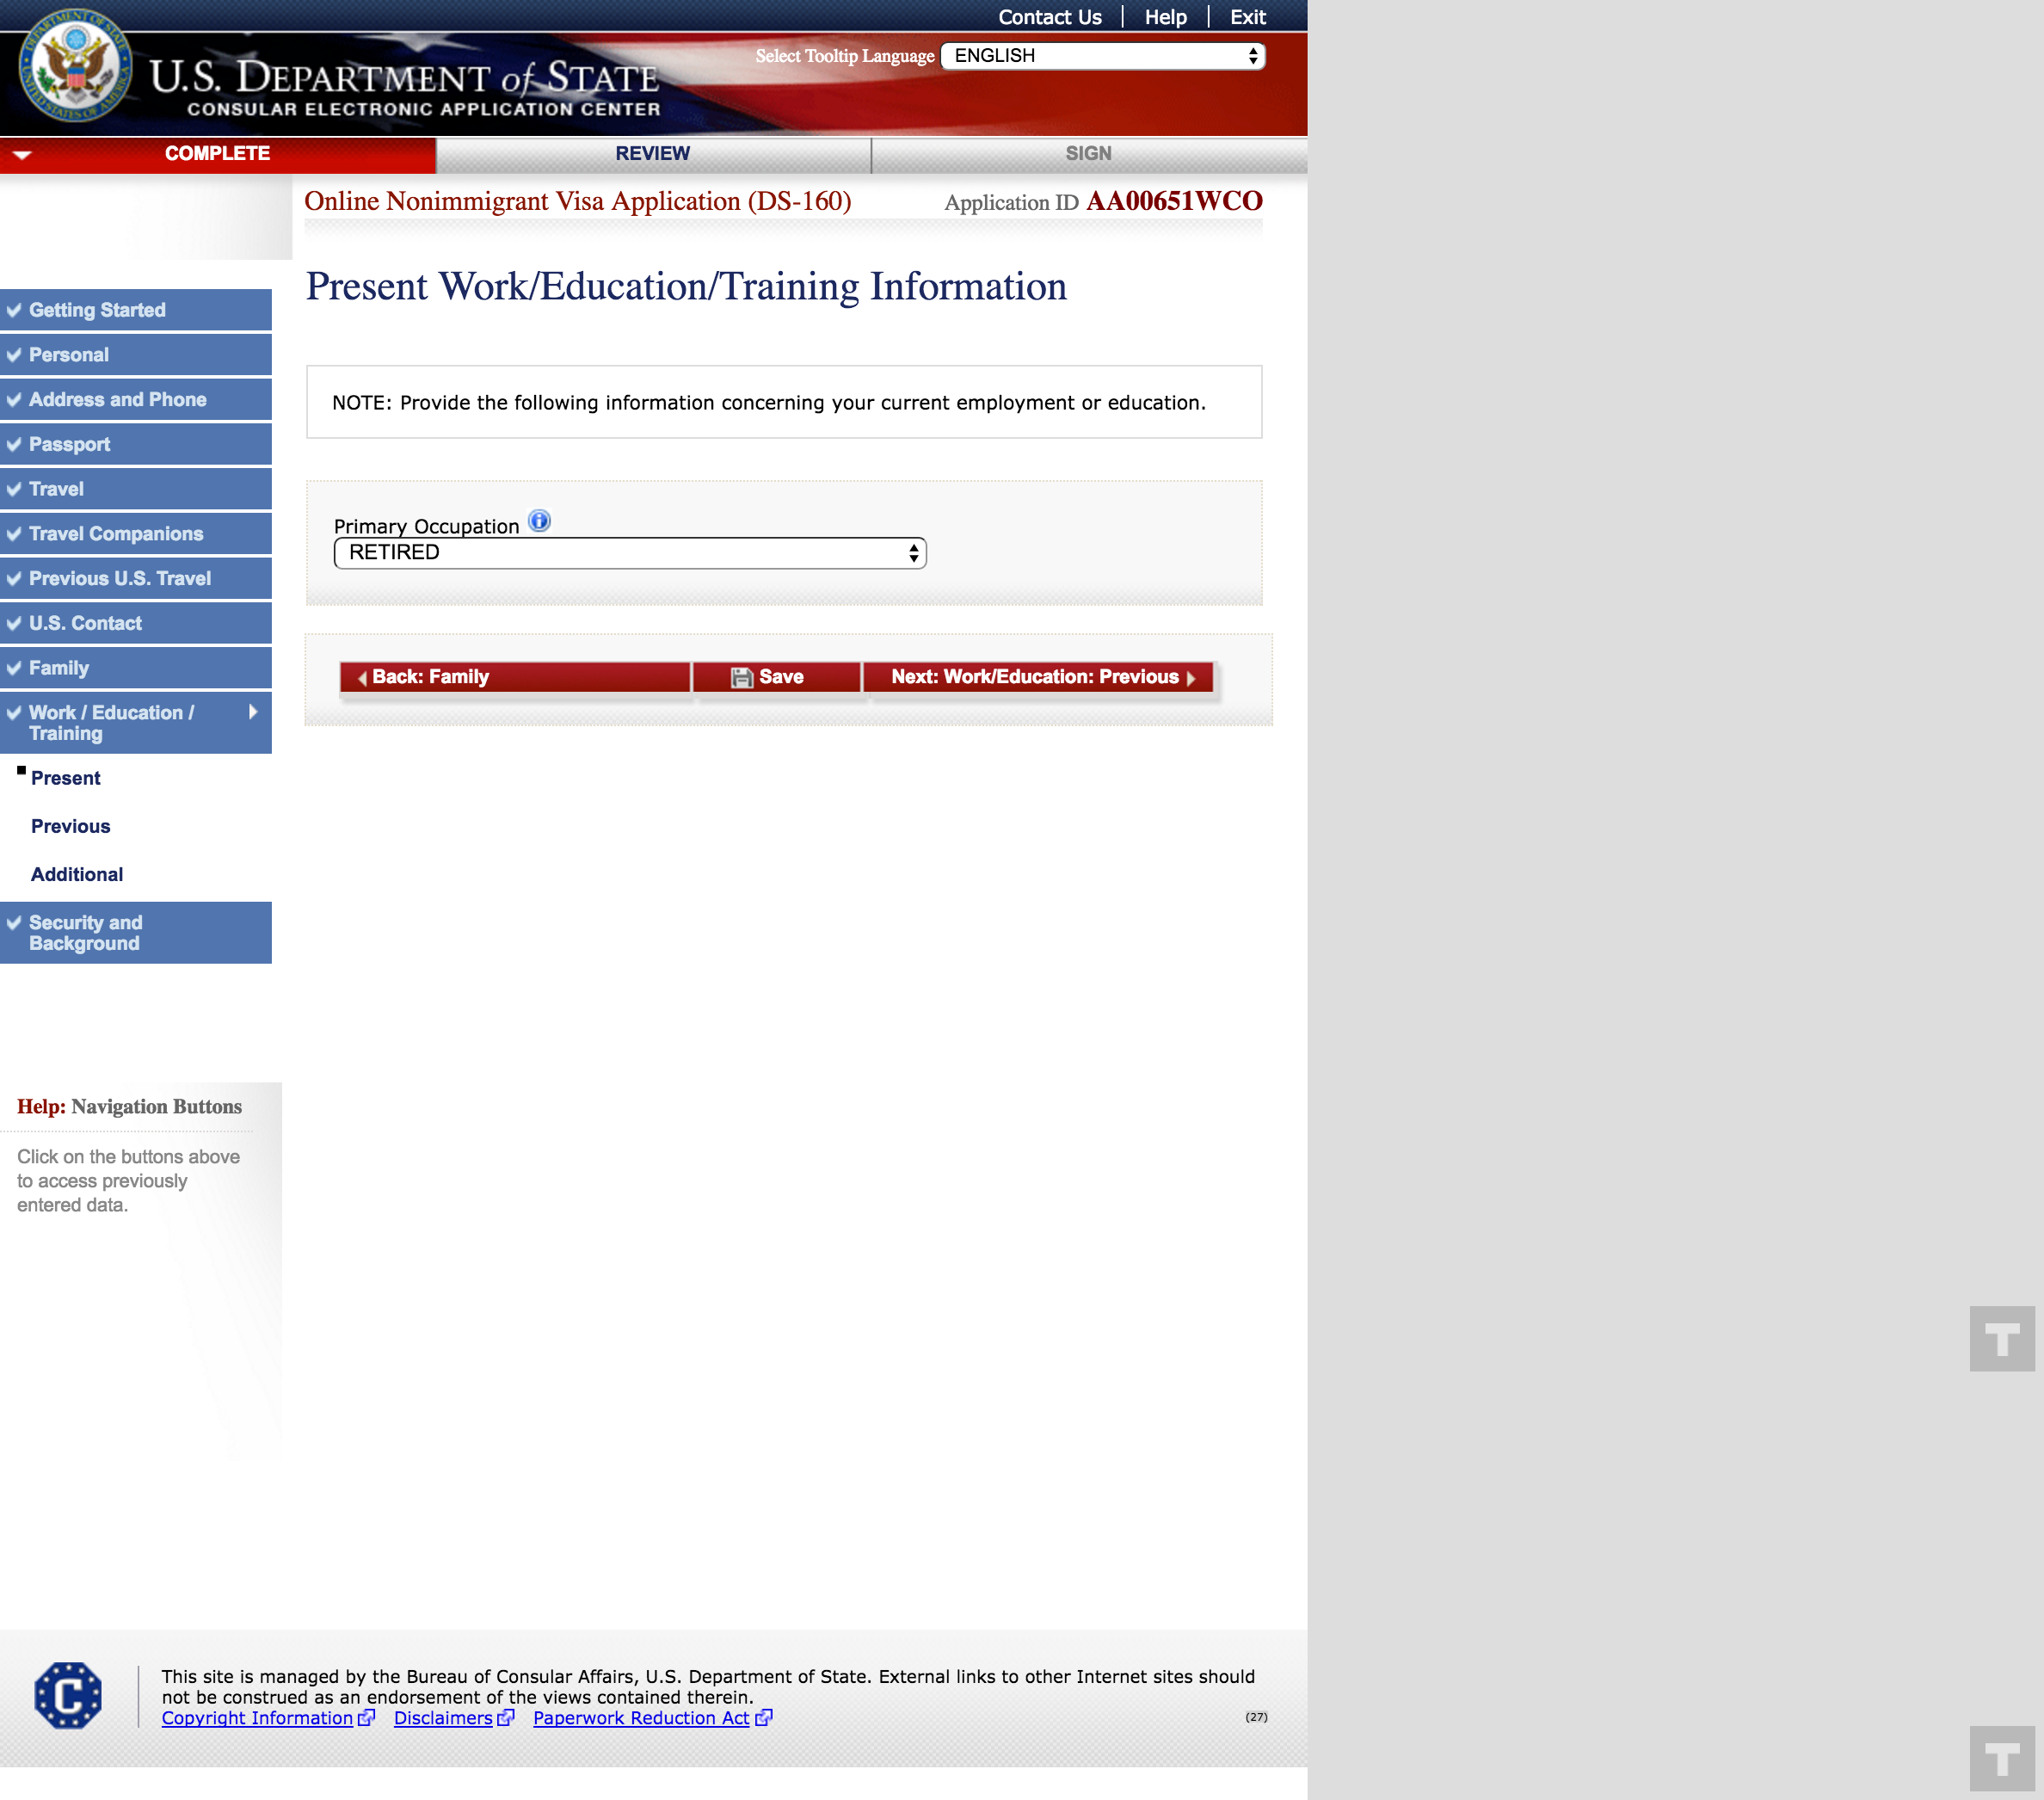 Contact Us | Help | Exit
Select Tooltip Language ENGLISH
U.S. DEPARTMENT of STATE
CONSULAR ELECTRONIC APPLICATION CENTER
COMPLETE REVIEW SIGN
Online Nonimmigrant Visa Application (DS-160) Application ID AA00651WCO
Present Work/Education/Training Information
NOTE: Provide the following information concerning your current employment or education.
Primary Occupation
RETIRED
Back: Family Save Next: Work/Education: Previous
Getting Started
Personal
Address and Phone
Passport
Travel
Travel Companions
Previous U.S. Travel
U.S. Contact
Family
Work / Education /
Training
Present
Previous
Additional
Security and
Background
Help: Navigation Buttons
Click on the buttons above
to access previously
entered data.
C
This site is managed by the Bureau of Consular Affairs, U.S. Department of State. External links to other Internet sites should
not be construed as an endorsement of the views contained therein.
Copyright Information Disclaimers Paperwork Reduction Act (27)
T
T